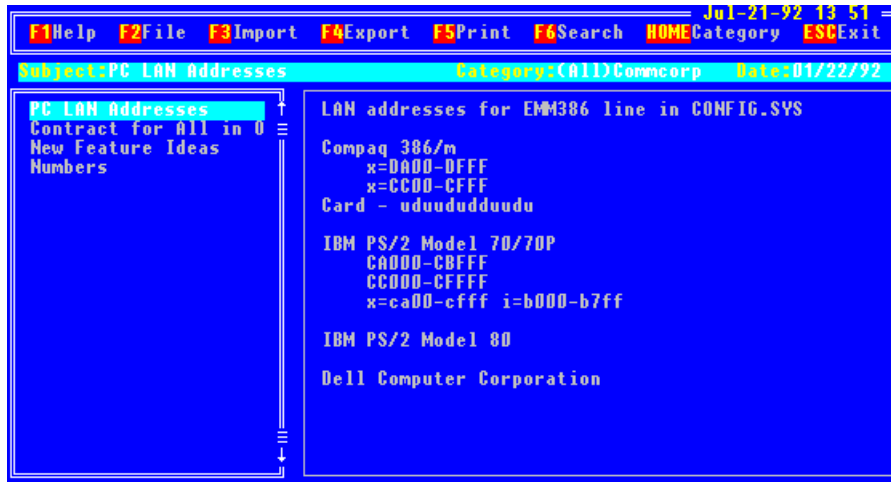 Jul-21-92 13 51
F1Help F2File F3Import F4Export F5Print F6Search HOMECategory ESCExit
Subject:PC LAN Addresses Category:(All)Commcorp Date:01/22/92
PC LAN Addresses
Contract for All in O
New Feature Ideas
Numbers
LAN addresses for EMM386 line in CONFIG.SYS
Compaq 386/m
x=DA00-DFFF
x=CC00-CFFF
Card - uduududduudu
IBM PS/2 Model 70/70P
CA000-CBFFF
CC000-CFFFF
x=ca00-cfff i=b000-b7ff
IBM PS/2 Model 80
Dell Computer Corporation